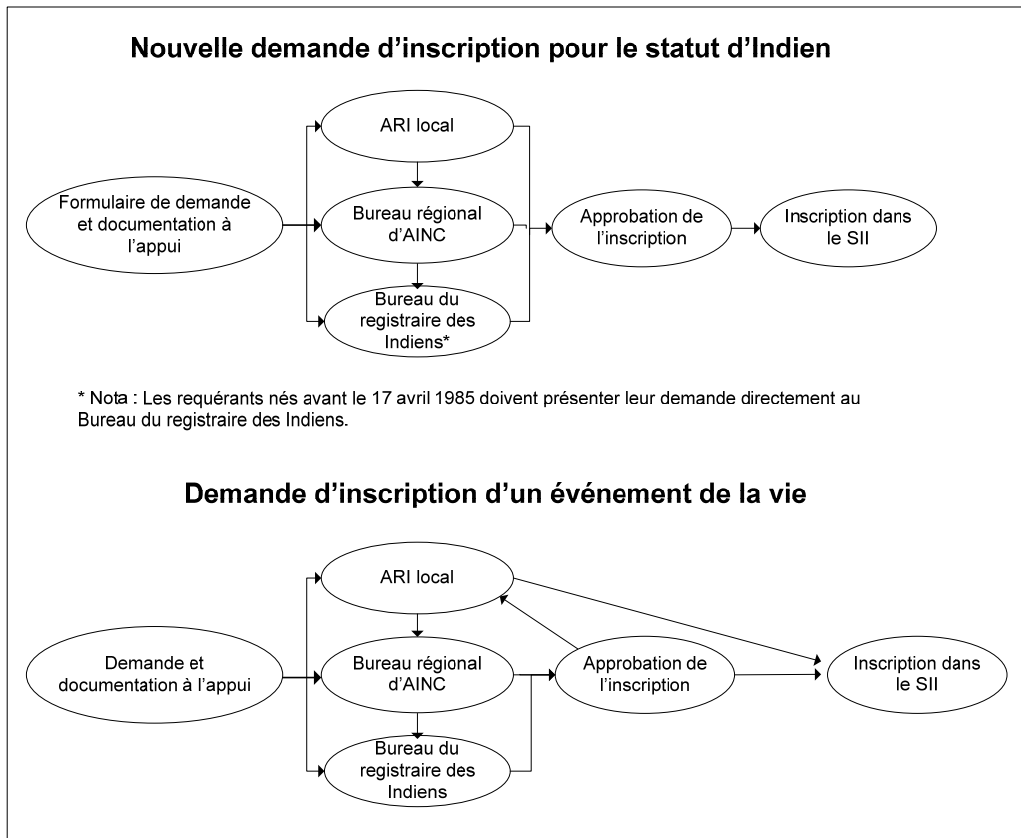 Nouvelle demande d'inscription pour le statut d'Indien
ARI local
Formulaire de demande
et documentation à
l'appui
Bureau régional
d'AINC
Approbation de
l'inscription
Inscription dans
le SII
Bureau du
registraire des
Indiens*
* Nota : Les requérants nés avant le 17 avril 1985 doivent présenter leur demande directement au
Bureau du registraire des Indiens.
Demande d'inscription d'un événement de la vie
ARI local
Demande et
documentation à l'appui
Bureau régional
d'AINC
Approbation de
l'inscription
Inscription dans
le SII
Bureau du
registraire des
Indiens